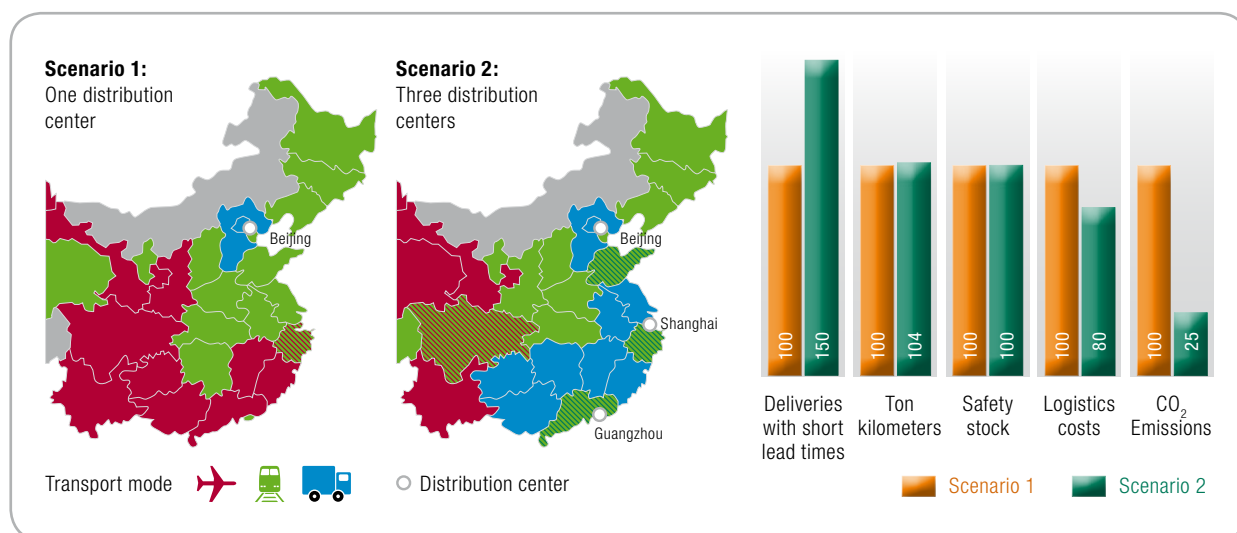 Scenario 1:
One distribution
center
Beijing
Scenario 2:
Three distribution
centers
Beijing
Shanghai
Guangzhou
Transport mode
Distribution center
100
150
100
104
100
100
100
80
100
25
Deliveries
with short
lead times
Ton
kilometers
Safety
stock
Logistics
costs
CO₂
Emissions
Scenario 1
Scenario 2